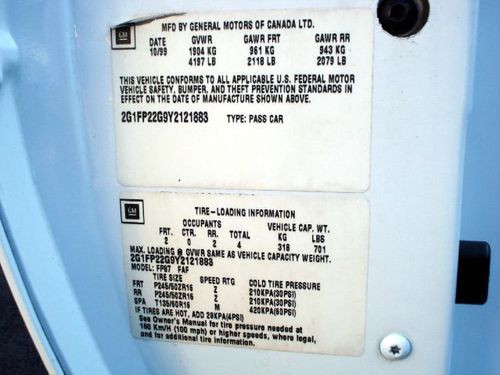 GM
MFD BY GENERAL MOTORS OF CANADA LTD.
DATE GVWR GAWR FRT GAWR RR
10/99 1904 KG 961 KG 943 KG
4197 LB 2118 LB 2079 LB
THIS VEHICLE CONFORMS TO ALL APPLICABLE U.S. FEDERAL MOTOR
VEHICLE SAFETY, BUMPER, AND THEFT PREVENTION STANDARDS IN
EFFECT ON THE DATE OF MANUFACTURE SHOWN ABOVE.
2G1FP22G9Y2121883 TYPE: PASS CAR
GM
TIRE-LOADING INFORMATION
OCCUPANTS VEHICLE CAP. WT.
FRT. CTR. RR. TOTAL KG LBS
2 0 2 4 318 701
MAX. LOADING @ GVWR SAME AS VEHICLE CAPACITY WEIGHT.
2G1FP22G9Y2121883
MODEL: FP87 FAF
TIRE SIZE SPEED RTG COLD TIRE PRESSURE
FRT P245/50ZR16 Z 210KPA(30PSI)
RR P245/50ZR16 Z 210KPA(30PSI)
SPA T135/60R16 M 420KPA(60PSI)
IF TIRES ARE HOT, ADD 28KPA(4PSI)
See Owner's Manual for tire pressure needed at
160 Km/H (100 mph) or higher speeds, where legal,
and for additional tire information.